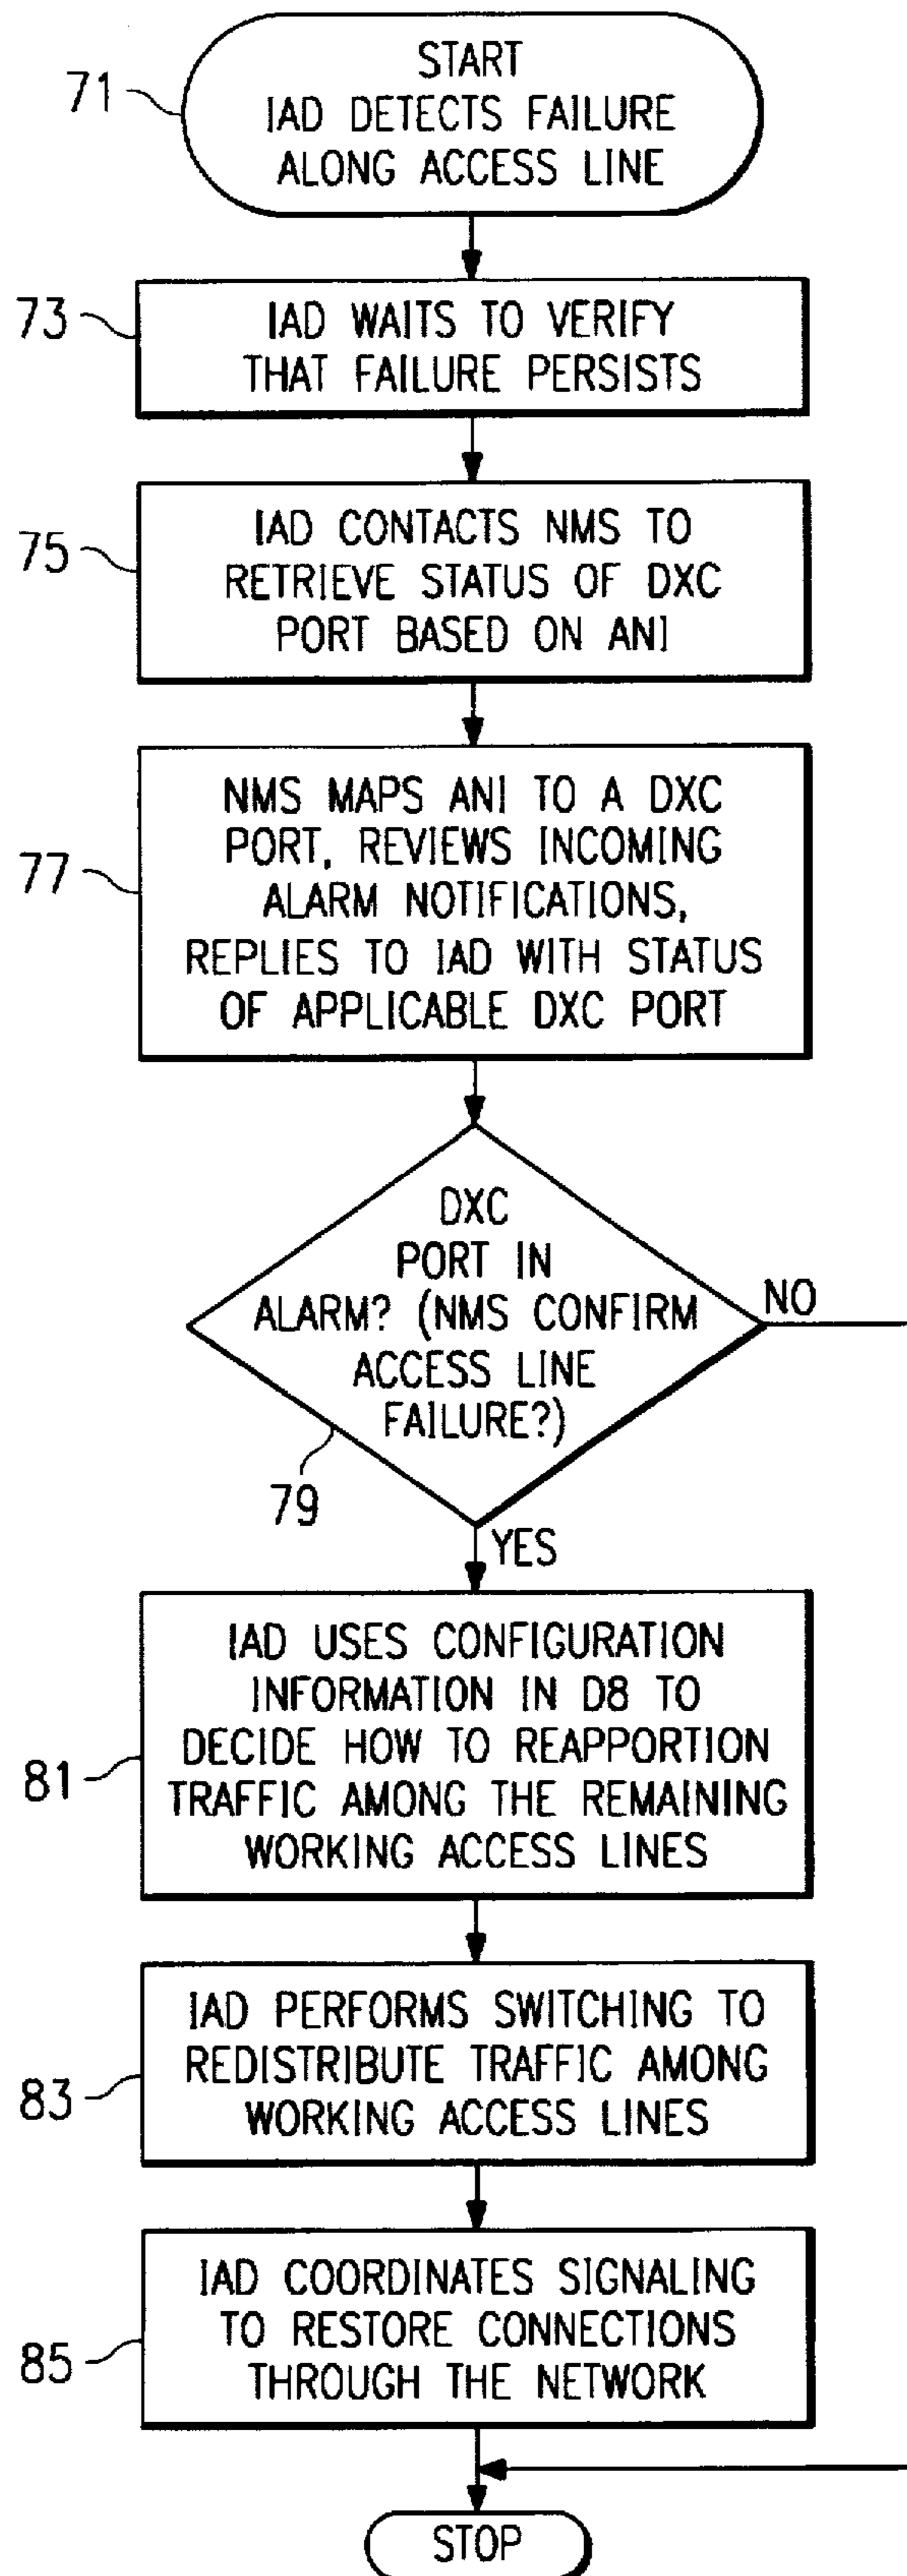 71
START
IAD DETECTS FAILURE
ALONG ACCESS LINE
73
IAD WAITS TO VERIFY
THAT FAILURE PERSISTS
75
IAD CONTACTS NMS TO
RETRIEVE STATUS OF DXC
PORT BASED ON ANI
77
NMS MAPS ANI TO A DXC
PORT, REVIEWS INCOMING
ALARM NOTIFICATIONS,
REPLIES TO IAD WITH STATUS
OF APPLICABLE DXC PORT
DXC
PORT IN
ALARM? (NMS CONFIRM
ACCESS LINE
FAILURE?)
NO
79
YES
81
IAD USES CONFIGURATION
INFORMATION IN D8 TO
DECIDE HOW TO REAPPORTION
TRAFFIC AMONG THE REMAINING
WORKING ACCESS LINES
83
IAD PERFORMS SWITCHING TO
REDISTRIBUTE TRAFFIC AMONG
WORKING ACCESS LINES
85
IAD COORDINATES SIGNALING
TO RESTORE CONNECTIONS
THROUGH THE NETWORK
STOP